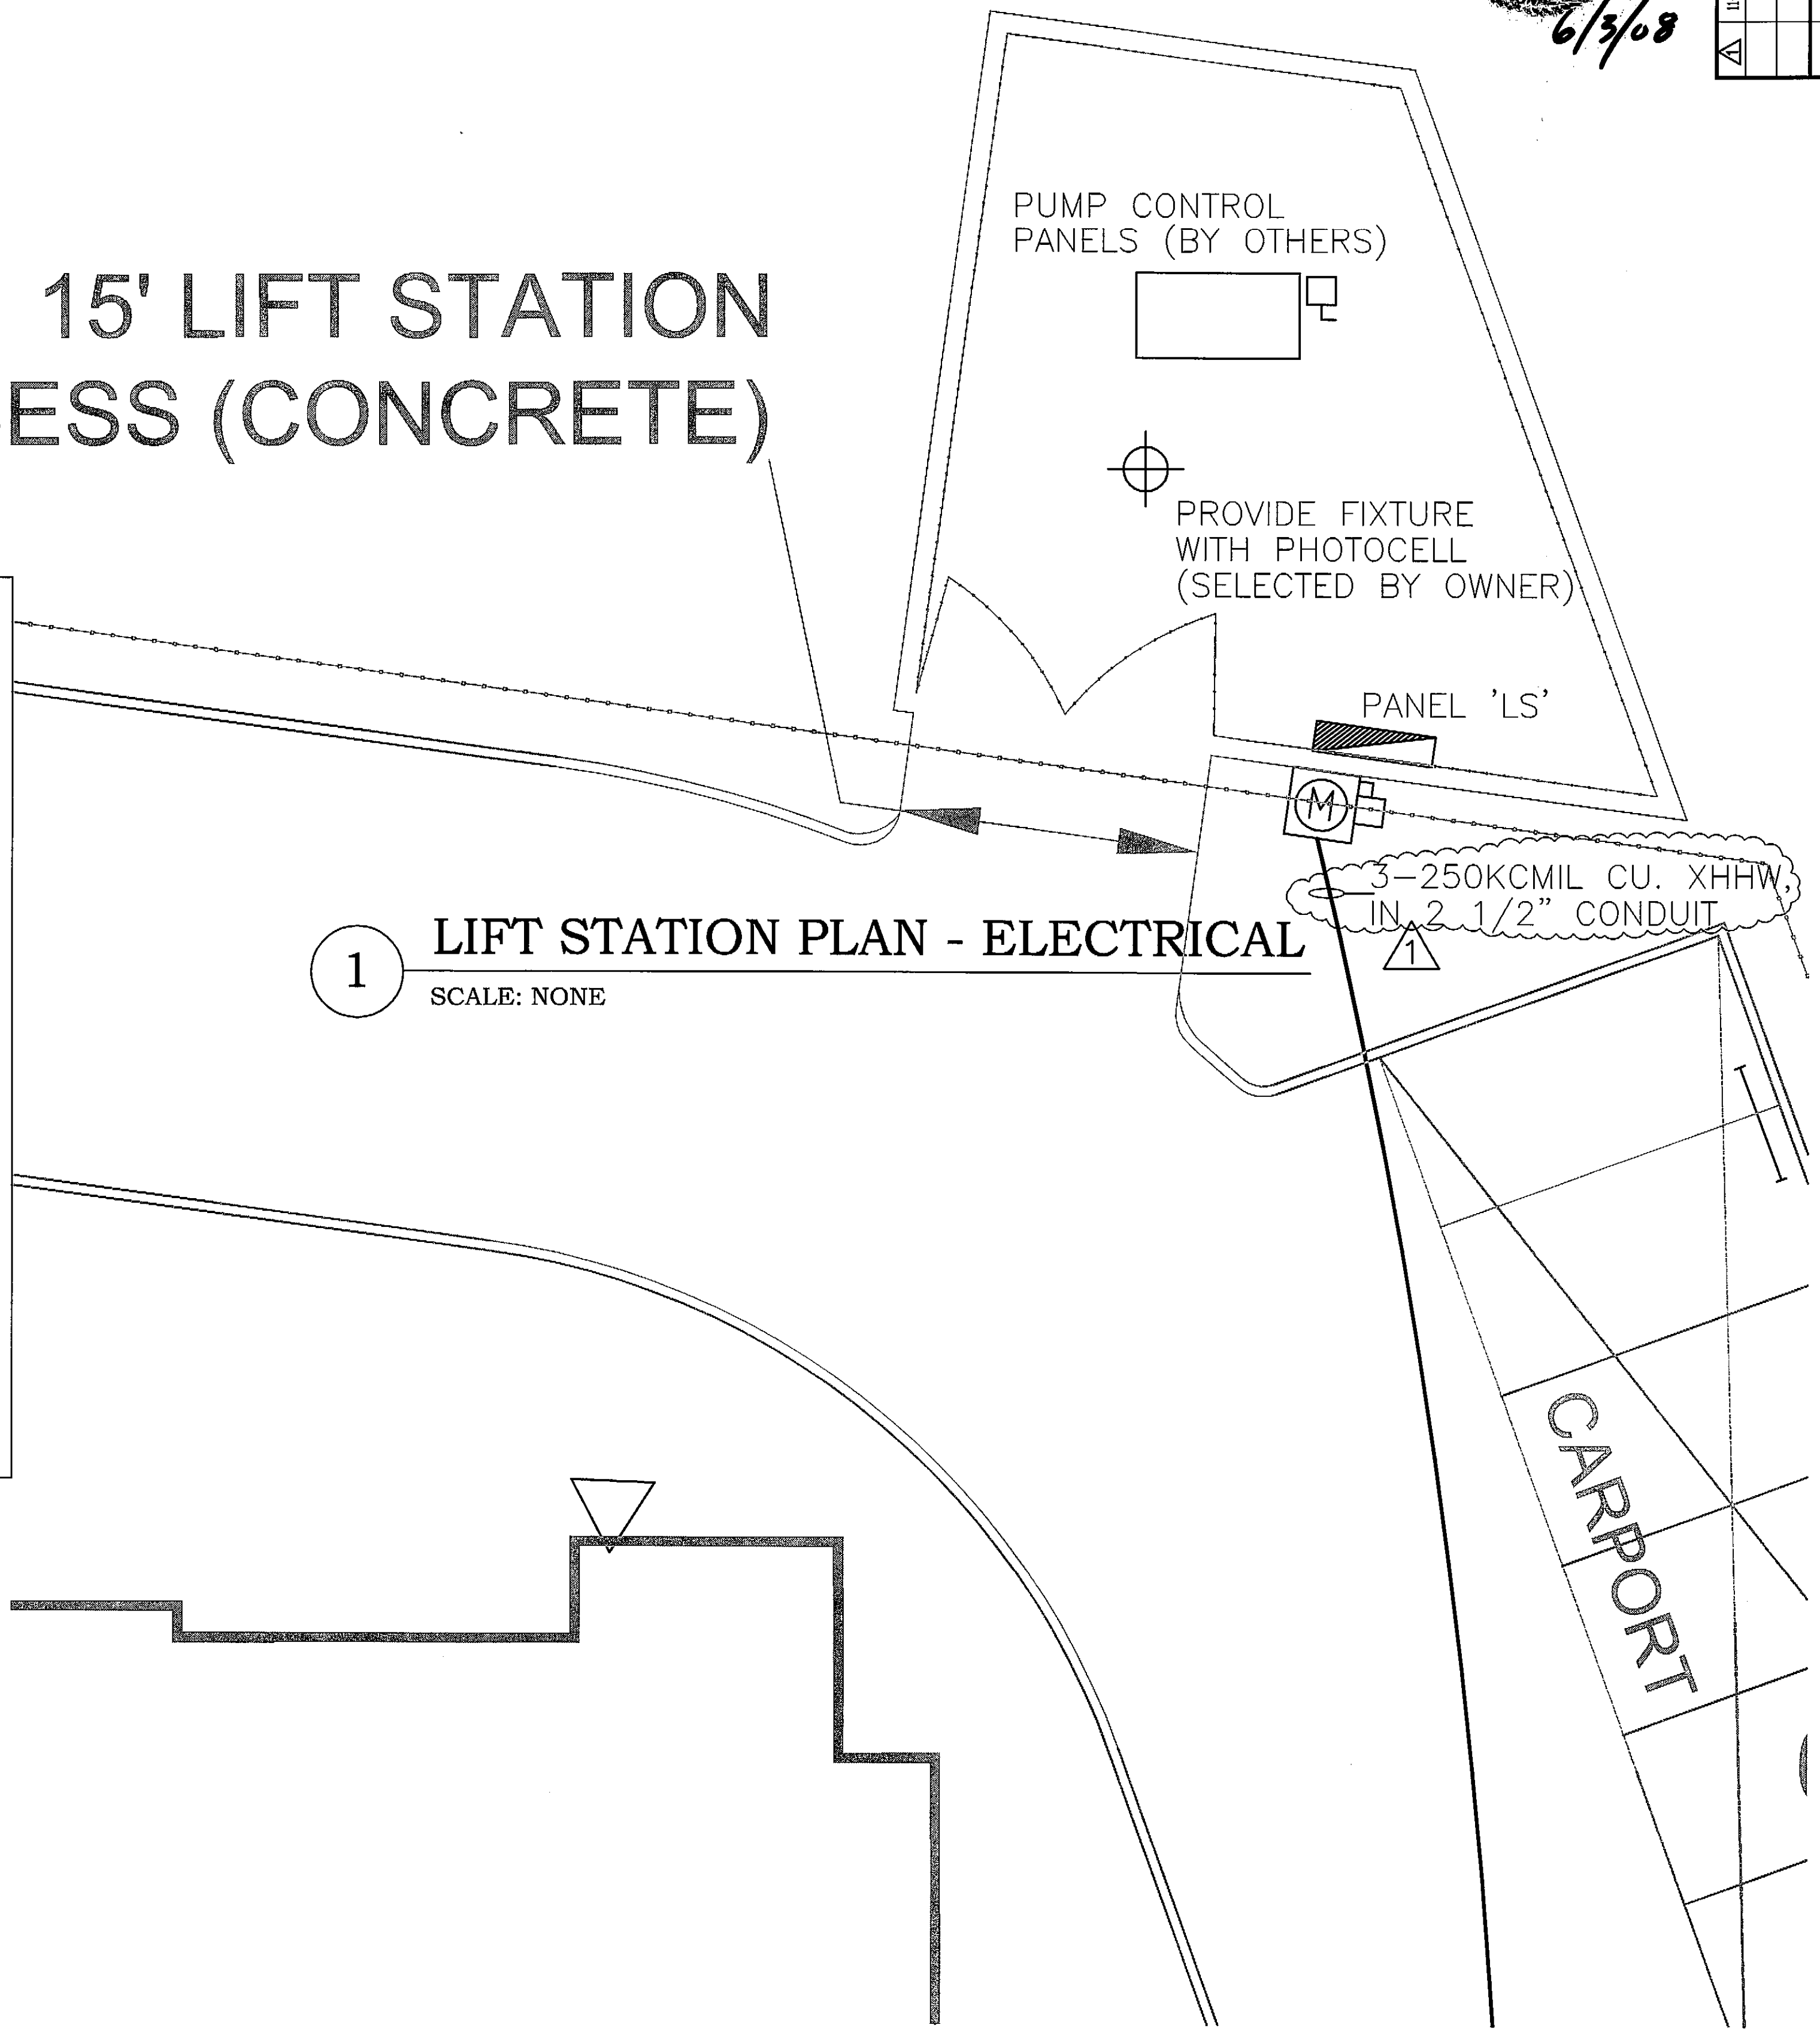 6/3/08
1
PUMP CONTROL
PANELS (BY OTHERS)
15' LIFT STATION
ESS (CONCRETE)
PROVIDE FIXTURE
WITH PHOTOCELL
(SELECTED BY OWNER)
PANEL 'LS'
M
3-250KCMIL CU. XHHW,
IN 2 1/2" CONDUIT
1
1
LIFT STATION PLAN - ELECTRICAL
SCALE: NONE
CARPORT